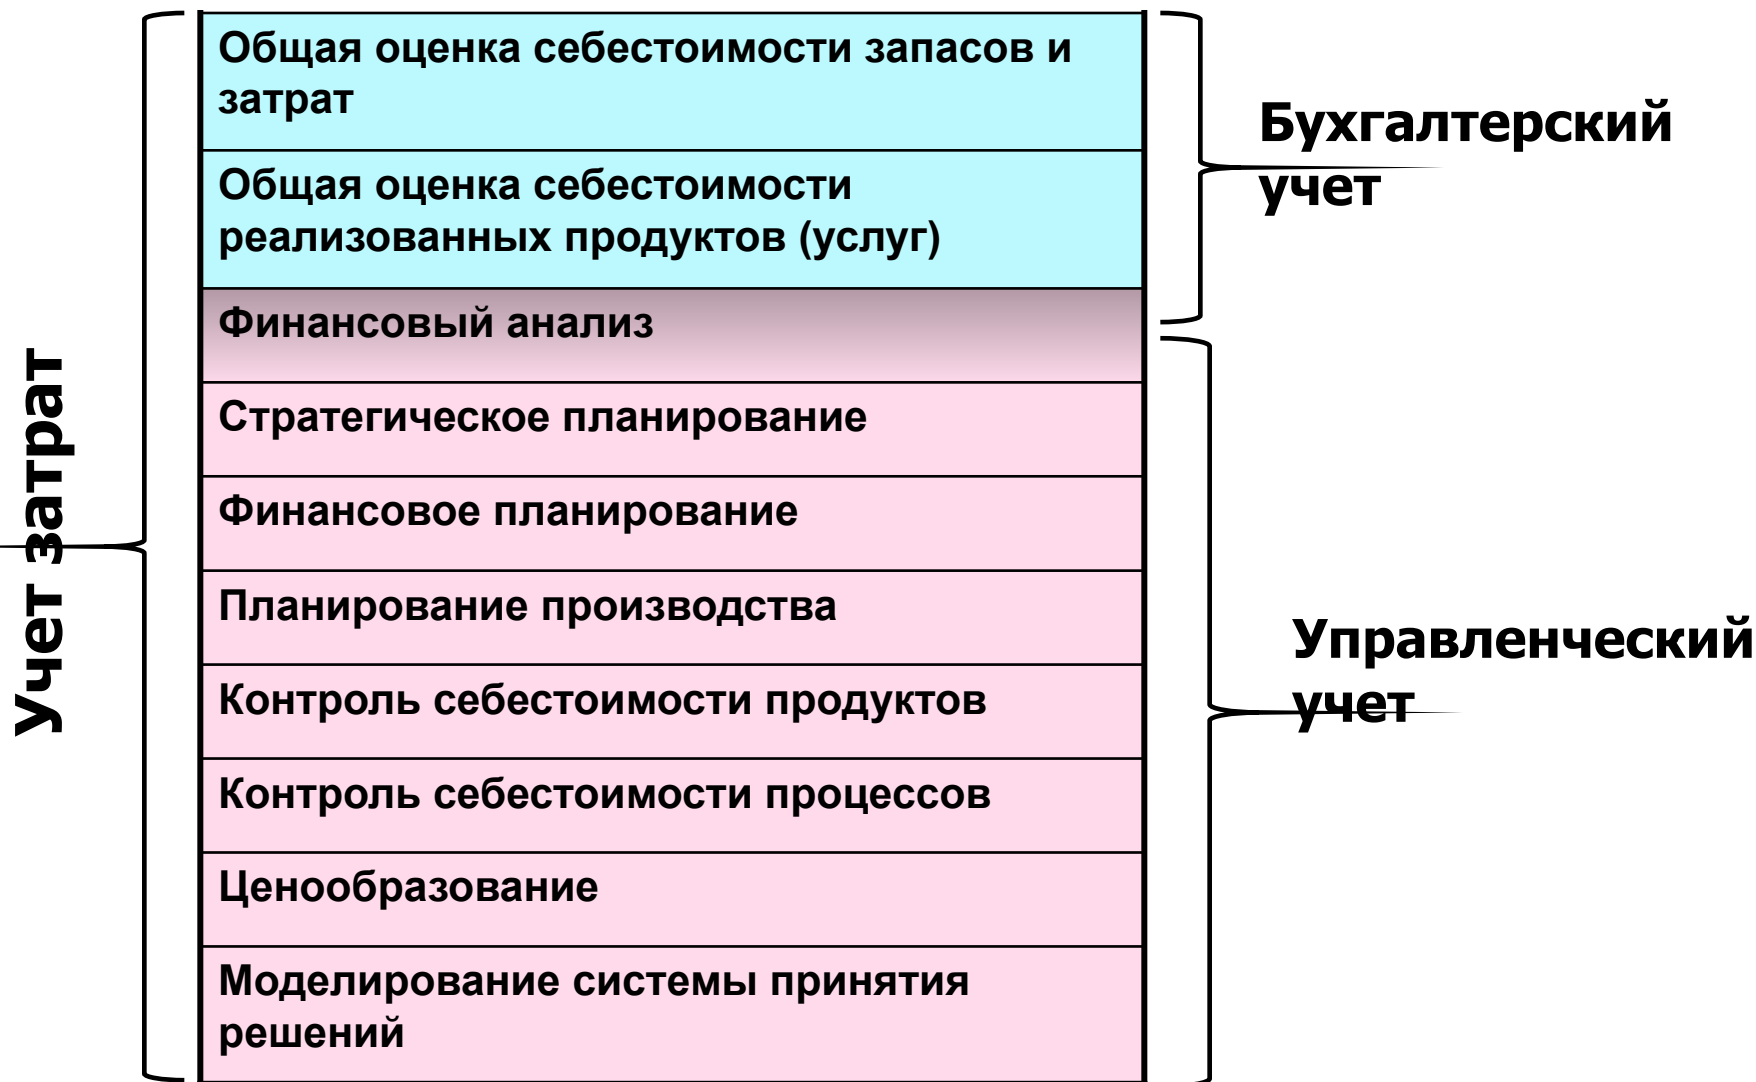 Учет затрат
Общая оценка себестоимости запасов и
затрат
Общая оценка себестоимости
реализованных продуктов (услуг)
Финансовый анализ
Стратегическое планирование
Финансовое планирование
Планирование производства
Контроль себестоимости продуктов
Контроль себестоимости процессов
Ценообразование
Моделирование системы принятия
решений
Бухгалтерский
учет
Управленческий
учет